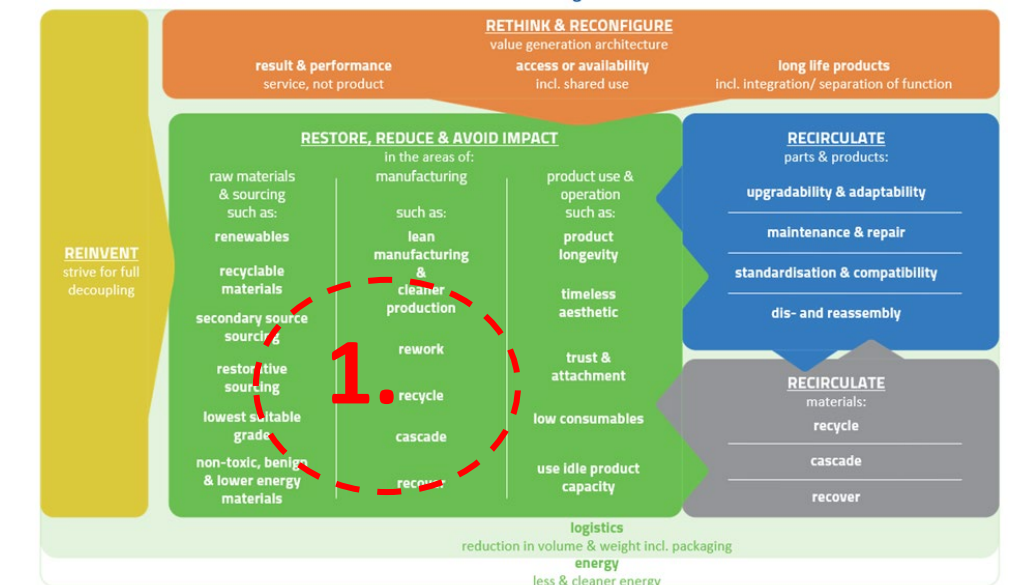 RETHINK & RECONFIGURE
value generation architecture
result & performance
service, not product
access or availability
incl. shared use
long life products
incl. integration/ separation of function
REINVENT
strive for full
decoupling
RESTORE, REDUCE & AVOID IMPACT
in the areas of:
raw materials
& sourcing
such as:
renewables
recyclable
materials
secondary source
sourcing
restorative
sourcing
lowest suitable
grade
non-toxic, benign
& lower energy
materials
manufacturing
such as:
lean
manufacturing
&
cleaner
production
rework
recycle
cascade
recover
1.
product use &
operation
such as:
product
longevity
timeless
aesthetic
trust &
attachment
low consumables
use idle product
capacity
RECIRCULATE
parts & products:
upgradability & adaptability
maintenance & repair
standardisation & compatibility
dis- and reassembly
RECIRCULATE
materials:
recycle
cascade
recover
logistics
reduction in volume & weight incl. packaging
energy
less & cleaner energy